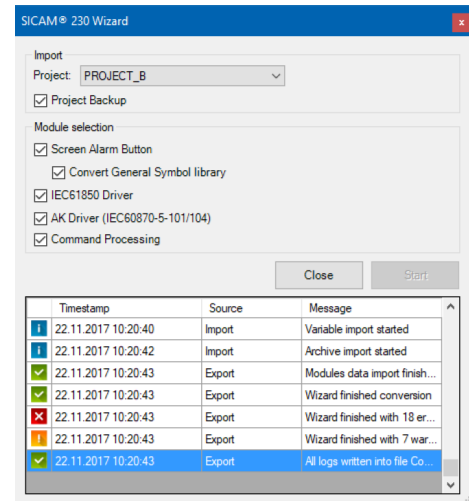 SICAM® 230 Wizard
x
Import
Project: PROJECT_B
Project Backup
Module selection
Screen Alarm Button
Convert General Symbol library
IEC61850 Driver
AK Driver (IEC60870-5-101/104)
Command Processing
Close Start
Timestamp Source Message
22.11.2017 10:20:40 Import Variable import started
22.11.2017 10:20:42 Import Archive import started
22.11.2017 10:20:43 Export Modules data import finish...
22.11.2017 10:20:43 Export Wizard finished conversion
22.11.2017 10:20:43 Export Wizard finished with 18 er...
22.11.2017 10:20:43 Export Wizard finished with 7 war...
22.11.2017 10:20:43 Export All logs written into file Co...